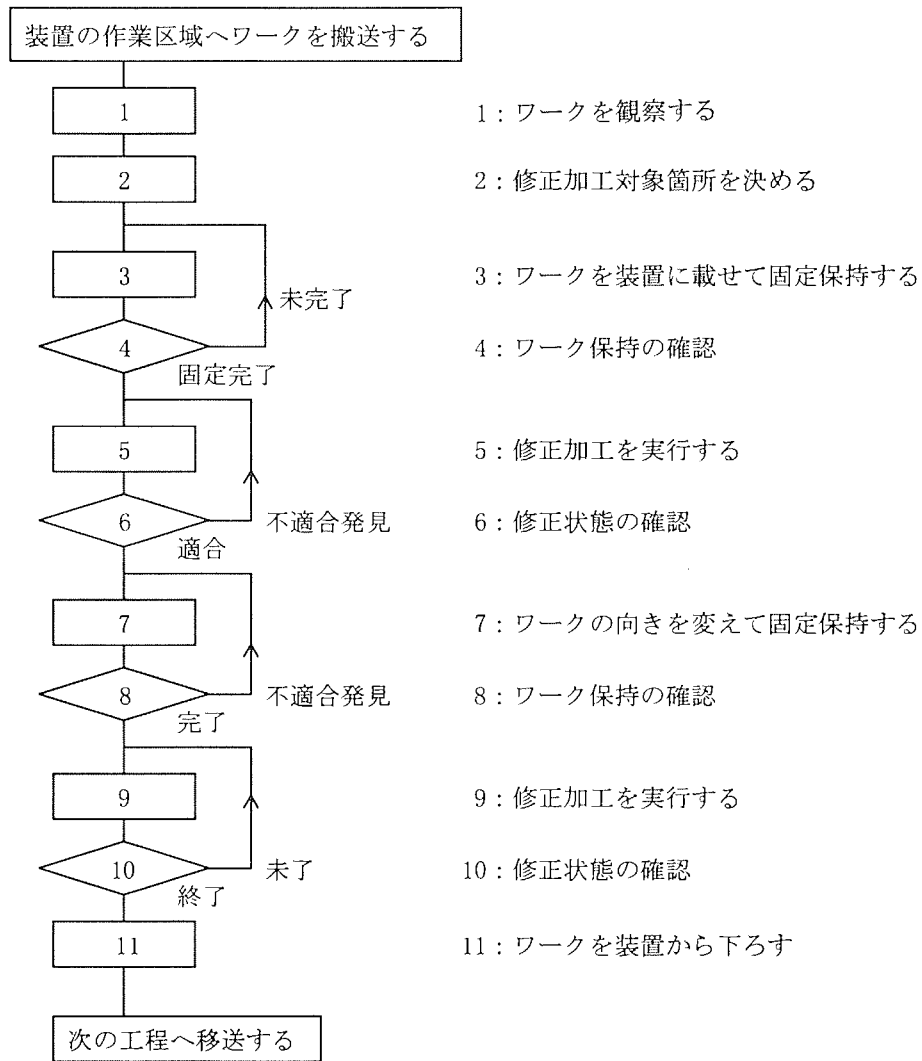 装置の作業区域へワークを搬送する
1
1：ワークを観察する
2
2：修正加工対象箇所を決める
3
未完了
3：ワークを装置に載せて固定保持する
4
固定完了
4：ワーク保持の確認
5
5：修正加工を実行する
6
不適合発見
適合
6：修正状態の確認
7
7：ワークの向きを変えて固定保持する
8
不適合発見
完了
8：ワーク保持の確認
9
9：修正加工を実行する
10
未了
終了
10：修正状態の確認
11
11：ワークを装置から下ろす
次の工程へ移送する